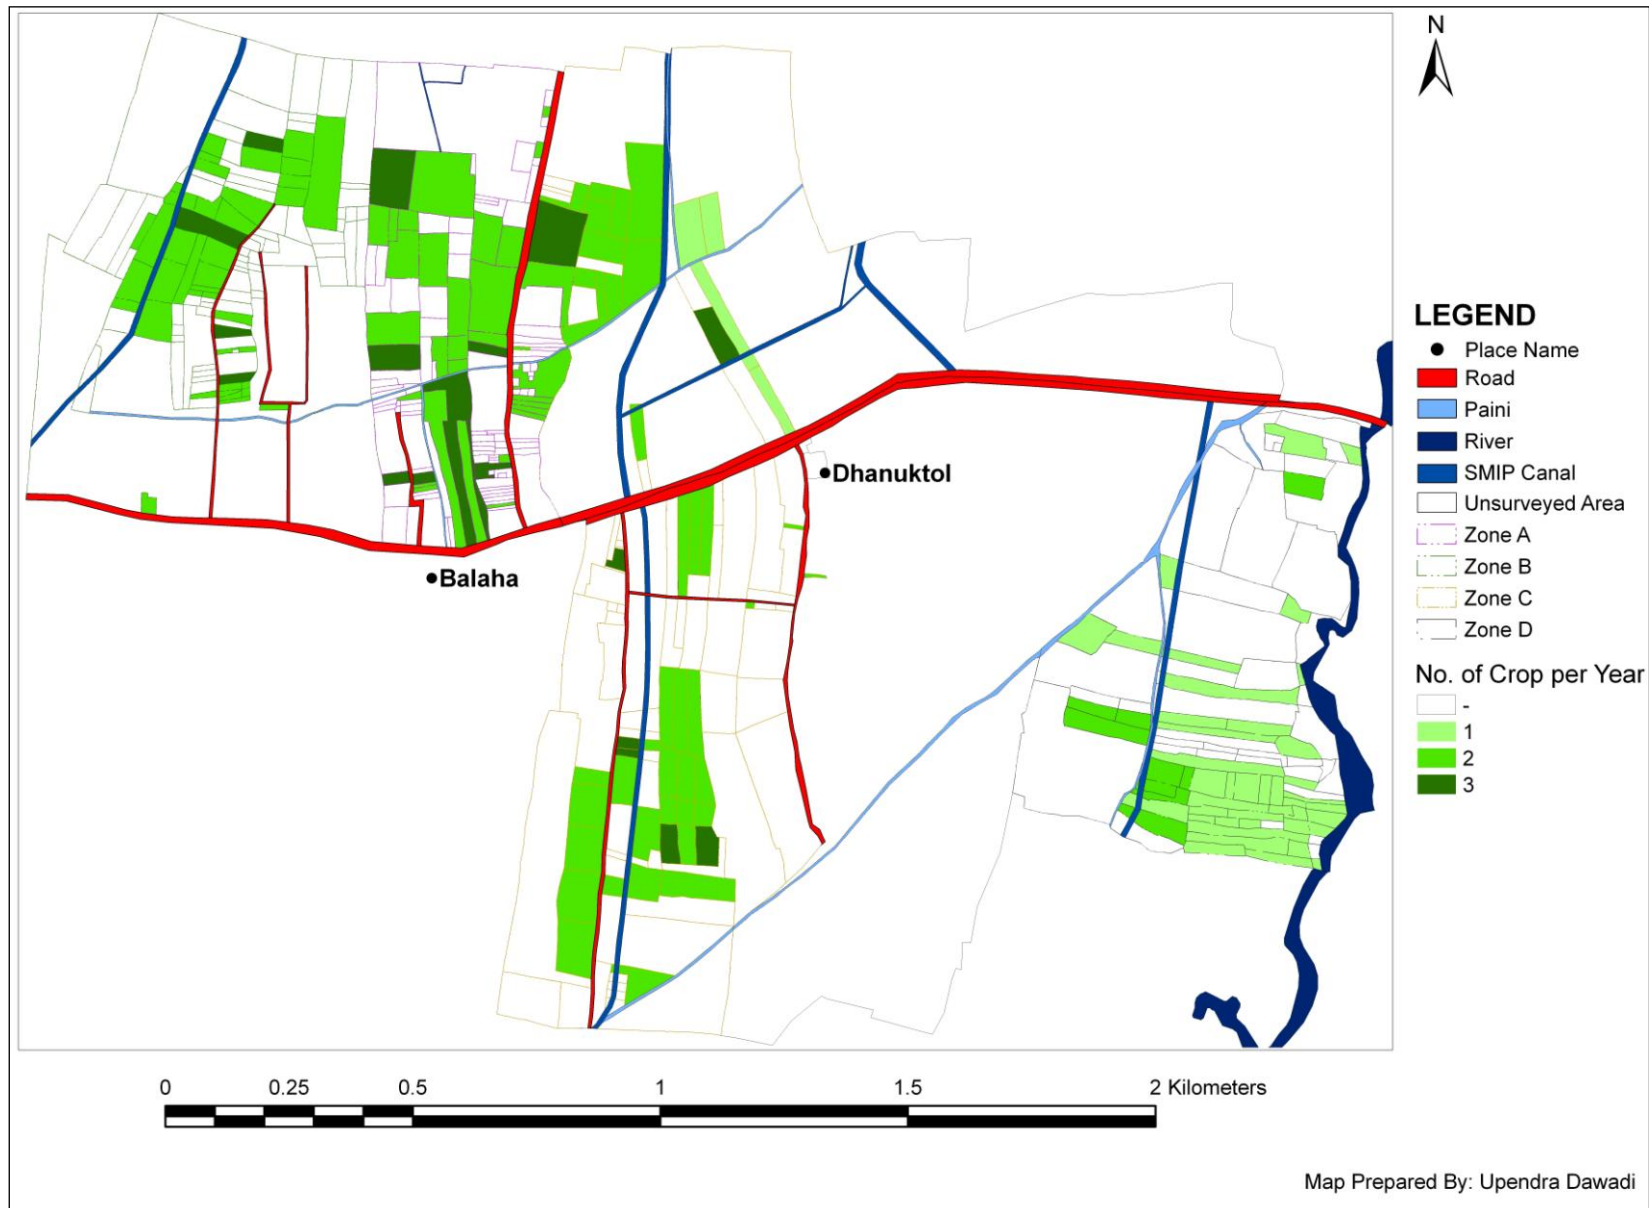 N
LEGEND
Place Name
Road
Paini
River
SMIP Canal
Unsurveyed Area
Zone A
Zone B
Zone C
Zone D
No. of Crop per Year
-
1
2
3
Dhanuktol
Balaha
0 0.25 0.5 1 1.5 2 Kilometers
Map Prepared By: Upendra Dawadi